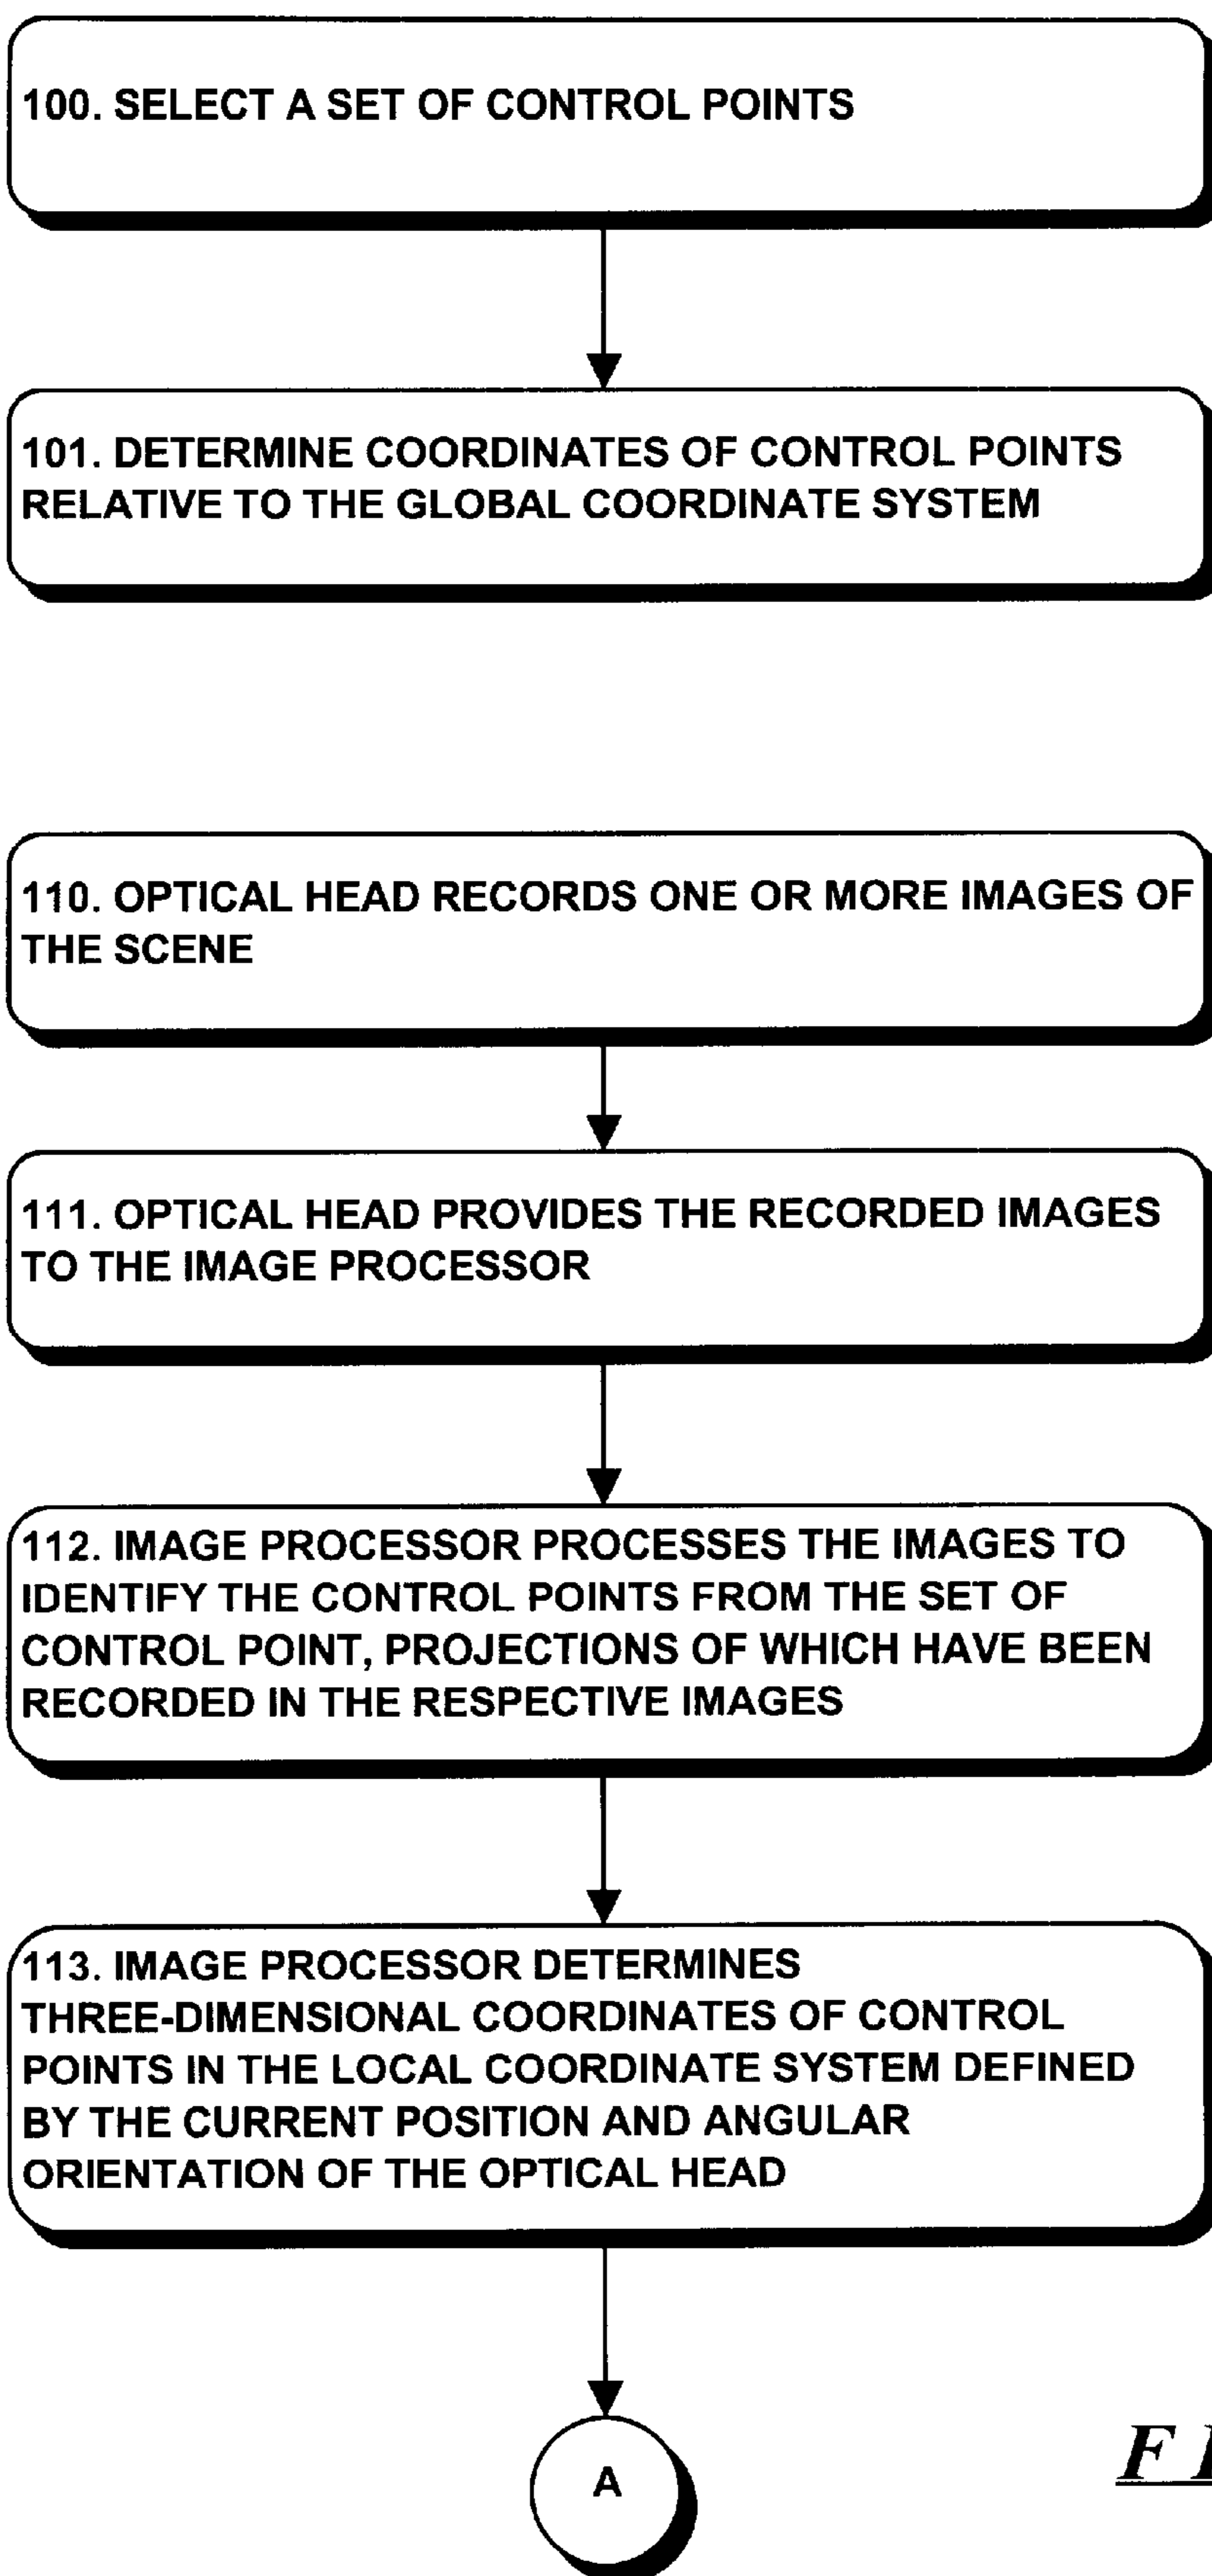 100. SELECT A SET OF CONTROL POINTS
101. DETERMINE COORDINATES OF CONTROL POINTS
RELATIVE TO THE GLOBAL COORDINATE SYSTEM
110. OPTICAL HEAD RECORDS ONE OR MORE IMAGES OF
THE SCENE
111. OPTICAL HEAD PROVIDES THE RECORDED IMAGES
TO THE IMAGE PROCESSOR
112. IMAGE PROCESSOR PROCESSES THE IMAGES TO
IDENTIFY THE CONTROL POINTS FROM THE SET OF
CONTROL POINT, PROJECTIONS OF WHICH HAVE BEEN
RECORDED IN THE RESPECTIVE IMAGES
113. IMAGE PROCESSOR DETERMINES
THREE-DIMENSIONAL COORDINATES OF CONTROL
POINTS IN THE LOCAL COORDINATE SYSTEM DEFINED
BY THE CURRENT POSITION AND ANGULAR
ORIENTATION OF THE OPTICAL HEAD
A